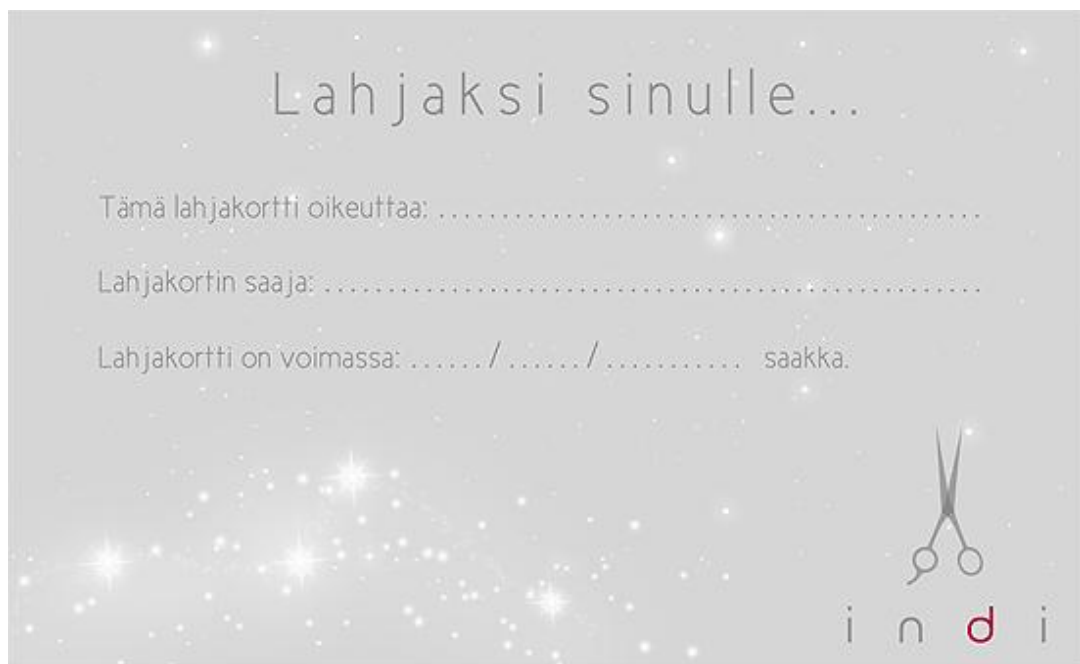 Lahjaksi sinulle...
Tämä lahjakortti oikeuttaa: ...........................................
Lahjakortin saaja: ....................................................
Lahjakortti on voimassa: ....../....../........... saakka.
indi